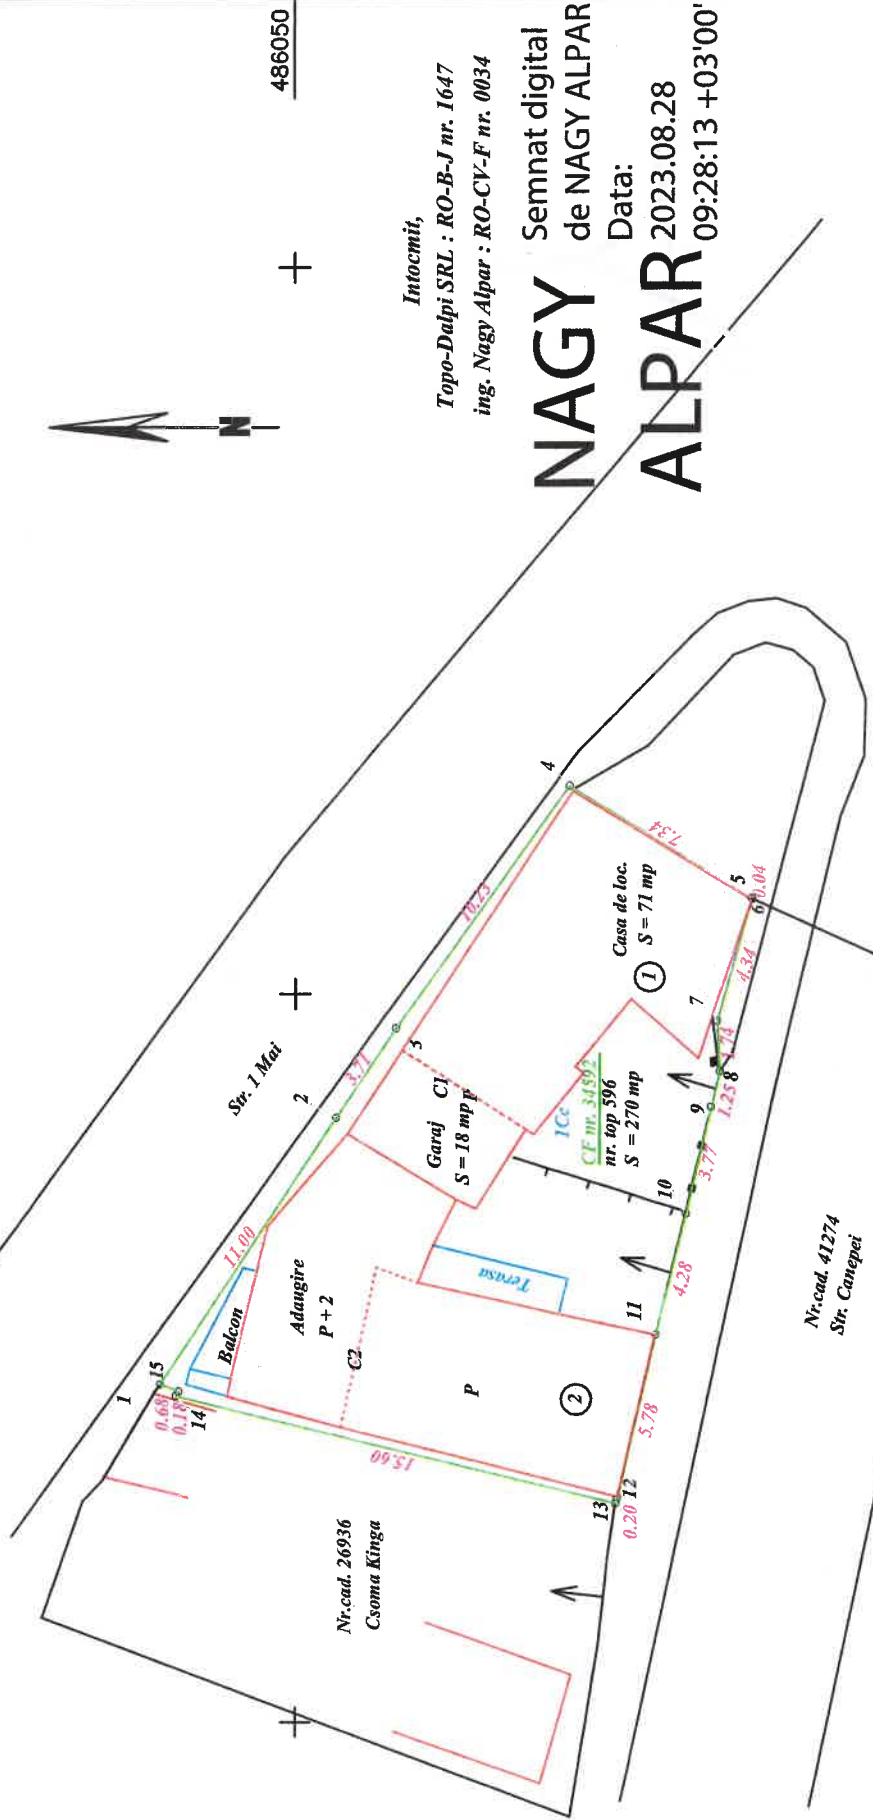 486050
Intocmit,
Topo-Dalpi SRL : RO-B-J nr. 1647
ing. Nagy Alpar : RO-CV-F nr. 0034
NAGY
ALPAR
Semnat digital
de NAGY ALPAR
Data:
2023.08.28
09:28:13 +03'00'
N
Str. 1 Mai
1
15
0.68
0.18
14
11.00
2
3.71
3
10.23
4
7.34
5
0.04
6
4.34
7
8
1.25
9
3.77
10
4.28
11
5.78
12
0.20
13
15.60
Balcon
Adaugire
P + 2
C2
P
2
Terasa
Garaj C1
S = 18 mp
P
1Cc
CF nr. 34592
nr. top 596
S = 270 mp
Casa de loc.
S = 71 mp
1
Nr.cad. 26936
Csoma Kinga
Nr.cad. 41274
Str. Canepei